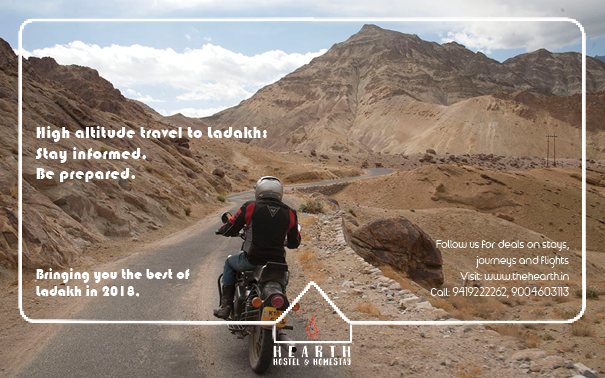 High altitude travel to Ladakh:
Stay informed.
Be prepared.
Bringing you the best of
Ladakh in 2018.
Follow us for deals on stays,
journeys and flights
Visit: www.thehearth.in
Call: 9419222262, 9004603113
HEARTH
HOSTEL & HOMESTAY